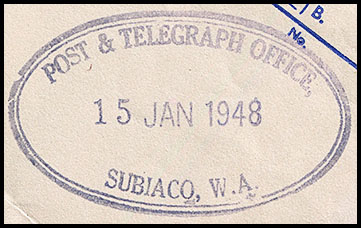 POST & TELEGRAPH OFFICE,
15 JAN 1948
SUBIACO, W.A.
B.
No.